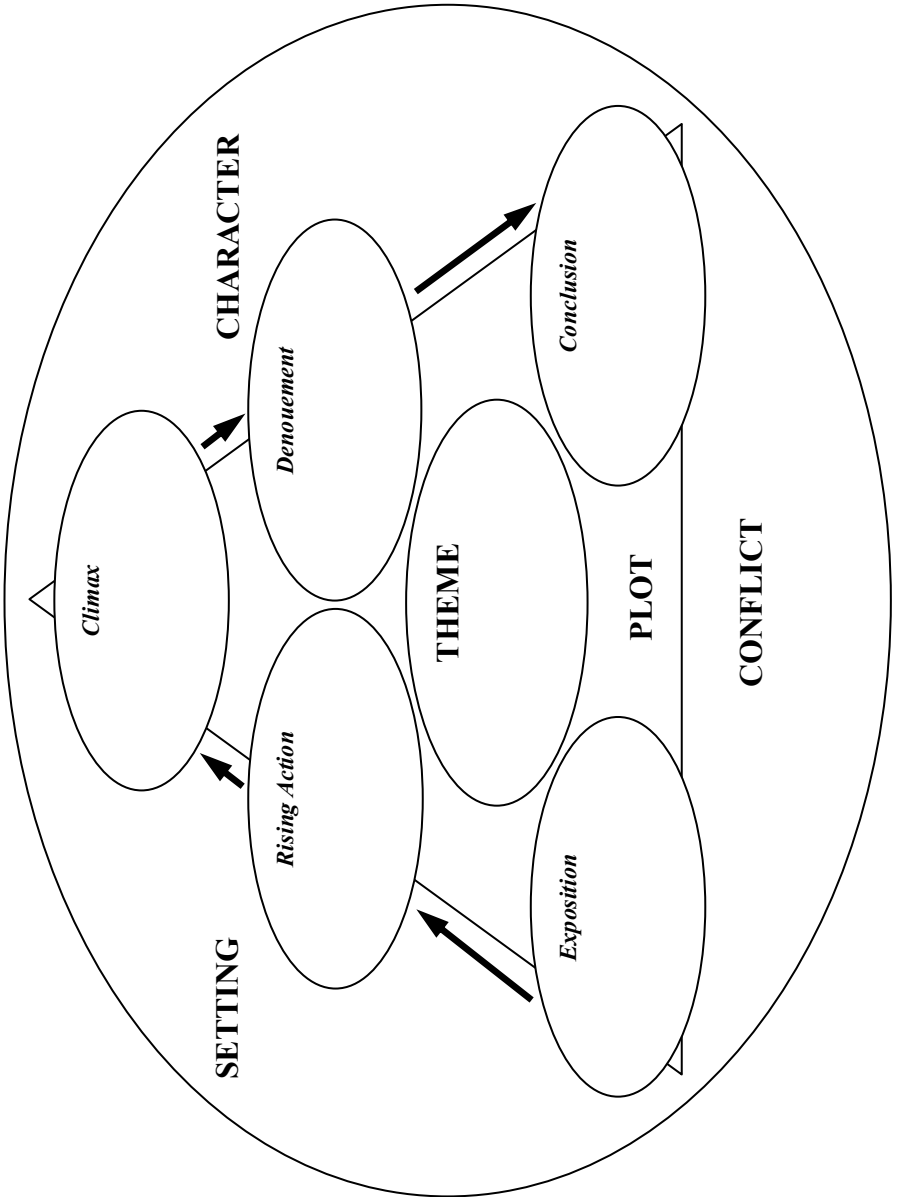 Climax
SETTING
CHARACTER
Rising Action
Denouement
THEME
Exposition
Conclusion
PLOT
CONFLICT